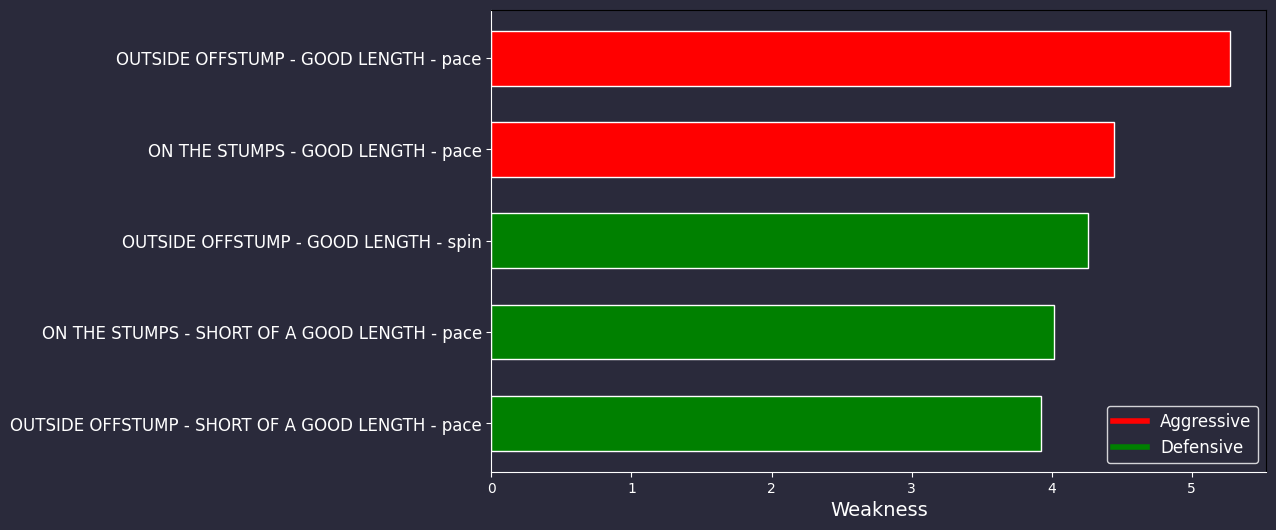 OUTSIDE OFFSTUMP - GOOD LENGTH - pace
ON THE STUMPS - GOOD LENGTH - pace
OUTSIDE OFFSTUMP - GOOD LENGTH - spin
ON THE STUMPS - SHORT OF A GOOD LENGTH - pace
OUTSIDE OFFSTUMP - SHORT OF A GOOD LENGTH - pace
Aggressive
Defensive
0 1 2 3 4 5
Weakness